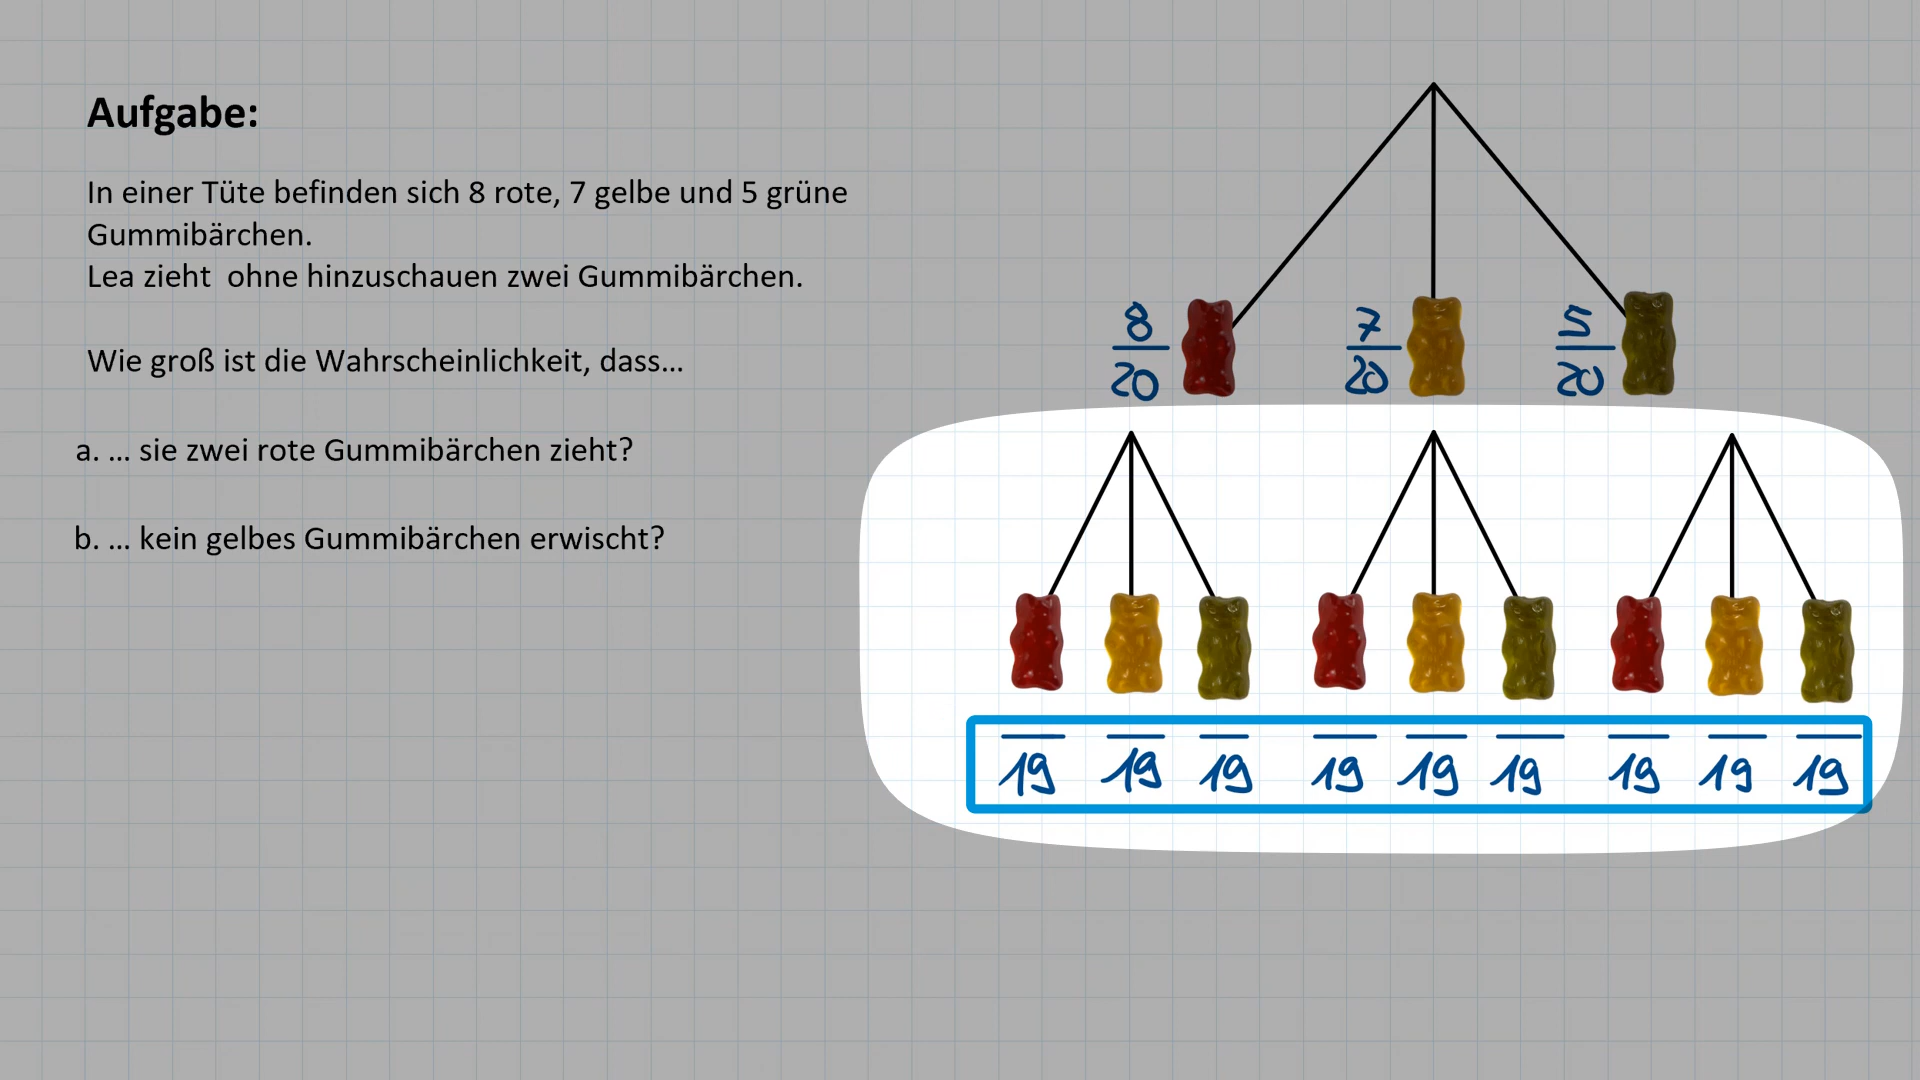 Aufgabe:
In einer Tüte befinden sich 8 rote, 7 gelbe und 5 grüne
Gummibärchen.
Lea zieht  ohne hinzuschauen zwei Gummibärchen.
Wie groß ist die Wahrscheinlichkeit, dass...
a. ... sie zwei rote Gummibärchen zieht?
b. ... kein gelbes Gummibärchen erwischt?
8 7 5
20 20 20
19 19 19 19 19 19 19 19 19